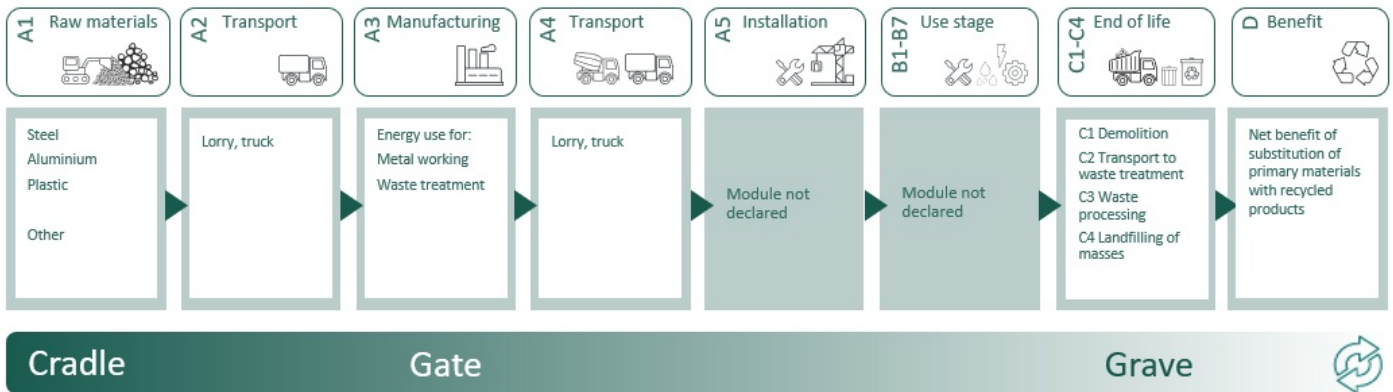 A1 Raw materials
A2 Transport
A3 Manufacturing
A4 Transport
A5 Installation
B1-B7 Use stage
C1-C4 End of life
D Benefit
Steel
Aluminium
Plastic
Other
Lorry, truck
Energy use for:
Metal working
Waste treatment
Lorry, truck
Module not
declared
Module not
declared
C1 Demolition
C2 Transport to
waste treatment
C3 Waste
processing
C4 Landfilling of
masses
Net benefit of
substitution of
primary materials
with recycled
products
Cradle
Gate
Grave